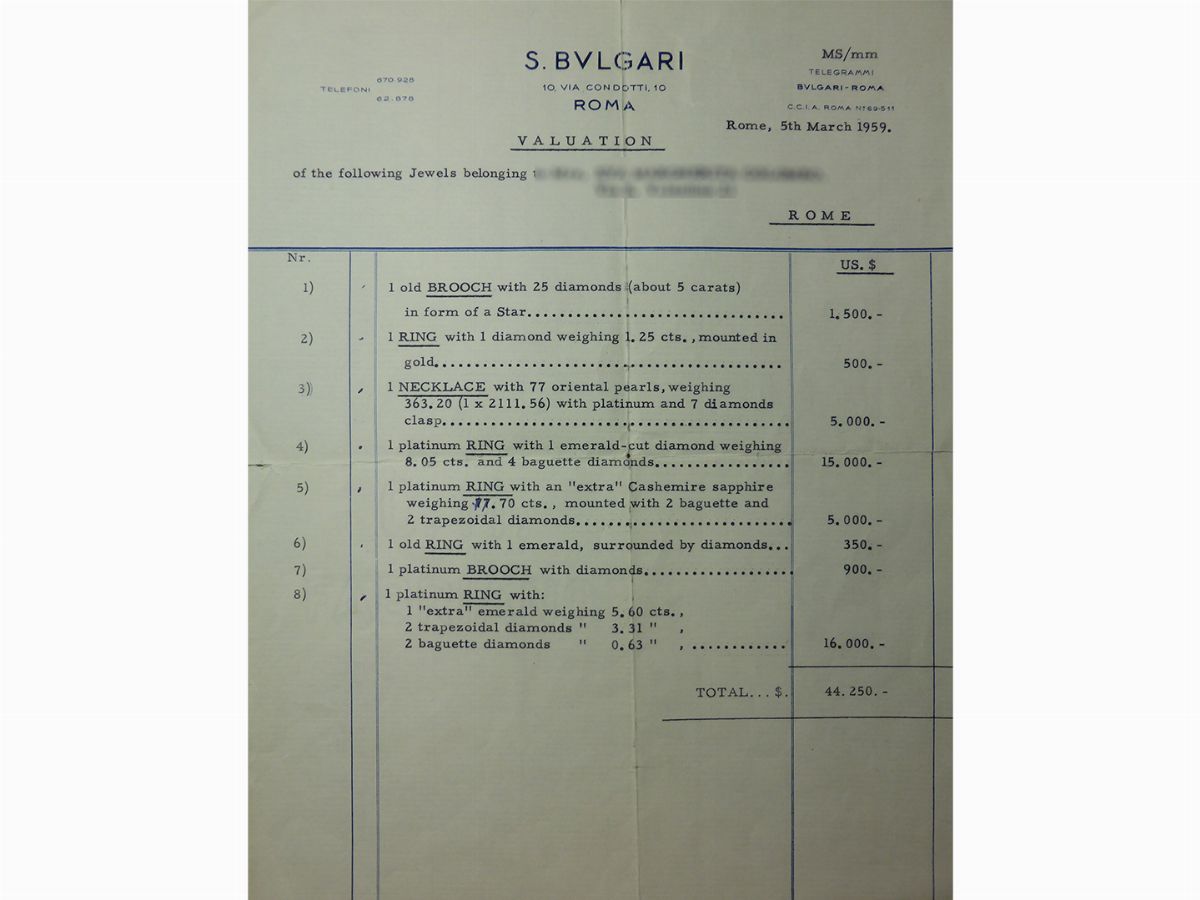 S. BVLGARI
10, VIA CONDOTTI, 10
ROMA
TELEFONI
670.925
62.876
MS/mm
TELEGRAMMI
BVLGARI-ROMA
C.C.I.A. ROMA Nr 69-511
Rome, 5th March 1959.
VALUATION
of the following Jewels belonging
ROME
Nr. US. $
1) 1 old BROOCH with 25 diamonds (about 5 carats)
in form of a Star................................ 1.500.-
2) 1 RING with 1 diamond weighing 1.25 cts., mounted in
gold............................................. 500.-
3) 1 NECKLACE with 77 oriental pearls, weighing
363.20 (1 x 2111.56) with platinum and 7 diamonds
clasp............................................ 5.000.-
4) 1 platinum RING with 1 emerald-cut diamond weighing
8.05 cts. and 4 baguette diamonds................. 15.000.-
5) 1 platinum RING with an "extra" Cashemire sapphire
weighing .70 cts., mounted with 2 baguette and
2 trapezoidal diamonds............................ 5.000.-
6) 1 old RING with 1 emerald, surrounded by diamonds... 350.-
7) 1 platinum BROOCH with diamonds................... 900.-
8) 1 platinum RING with:
1 "extra" emerald weighing 5.60 cts.,
2 trapezoidal diamonds " 3.31 " ,
2 baguette diamonds " 0.63 " , ............ 16.000.-
TOTAL...$. 44.250.-